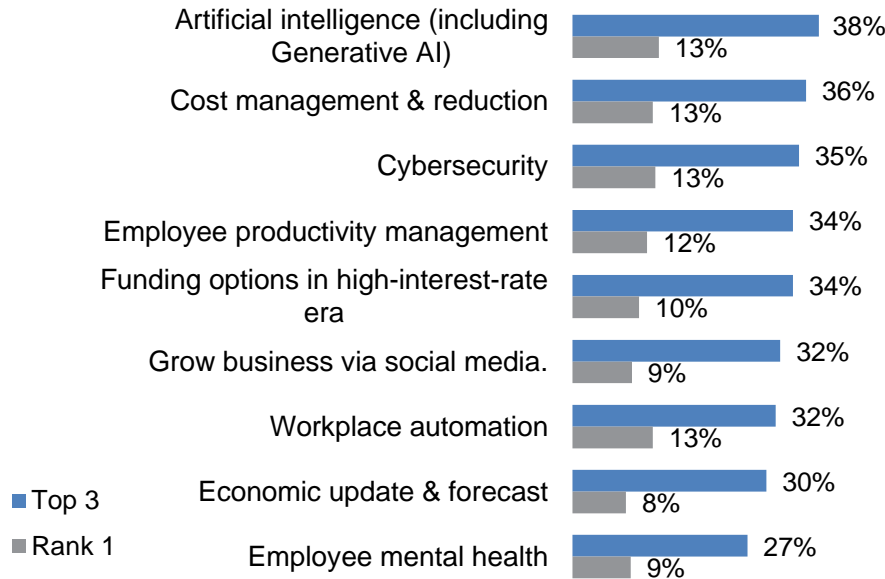 Artificial intelligence (including
Generative AI)
38%
13%
Cost management & reduction
36%
13%
Cybersecurity
35%
13%
Employee productivity management
34%
12%
Funding options in high-interest-rate
era
34%
10%
Grow business via social media.
32%
9%
Workplace automation
32%
13%
Economic update & forecast
30%
8%
Employee mental health
27%
9%
Top 3
Rank 1